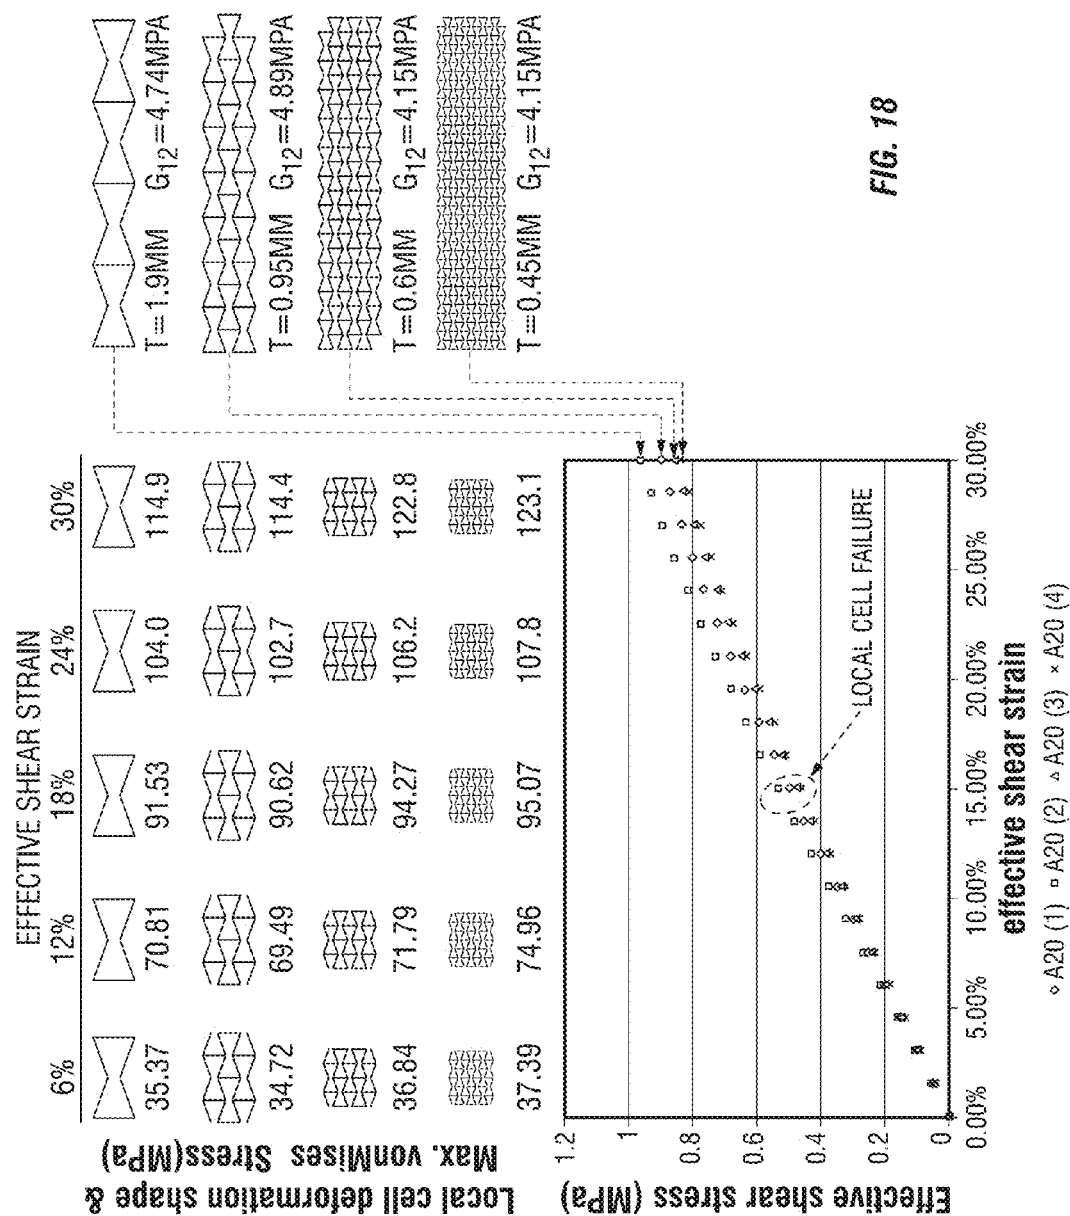 EFFECTIVE SHEAR STRAIN
6% 12% 18% 24% 30%
Local cell deformation shape &
Max. vonMises Stress(MPa)
35.37 70.81 91.53 104.0 114.9
T=1.9MM G12=4.74MPA
34.72 69.49 90.62 102.7 114.4
T=0.95MM G12=4.89MPA
36.84 71.79 94.27 106.2 122.8
T=0.6MM G12=4.15MPA
37.39 74.96 95.07 107.8 123.1
T=0.45MM G12=4.15MPA
Effective shear stress (MPa)
1.2
1
0.8
0.6
0.4
0.2
0
LOCAL CELL FAILURE
0.00% 5.00% 10.00% 15.00% 20.00% 25.00% 30.00%
effective shear strain
◇ A20 (1) □ A20 (2) △ A20 (3) × A20 (4)
FIG. 18